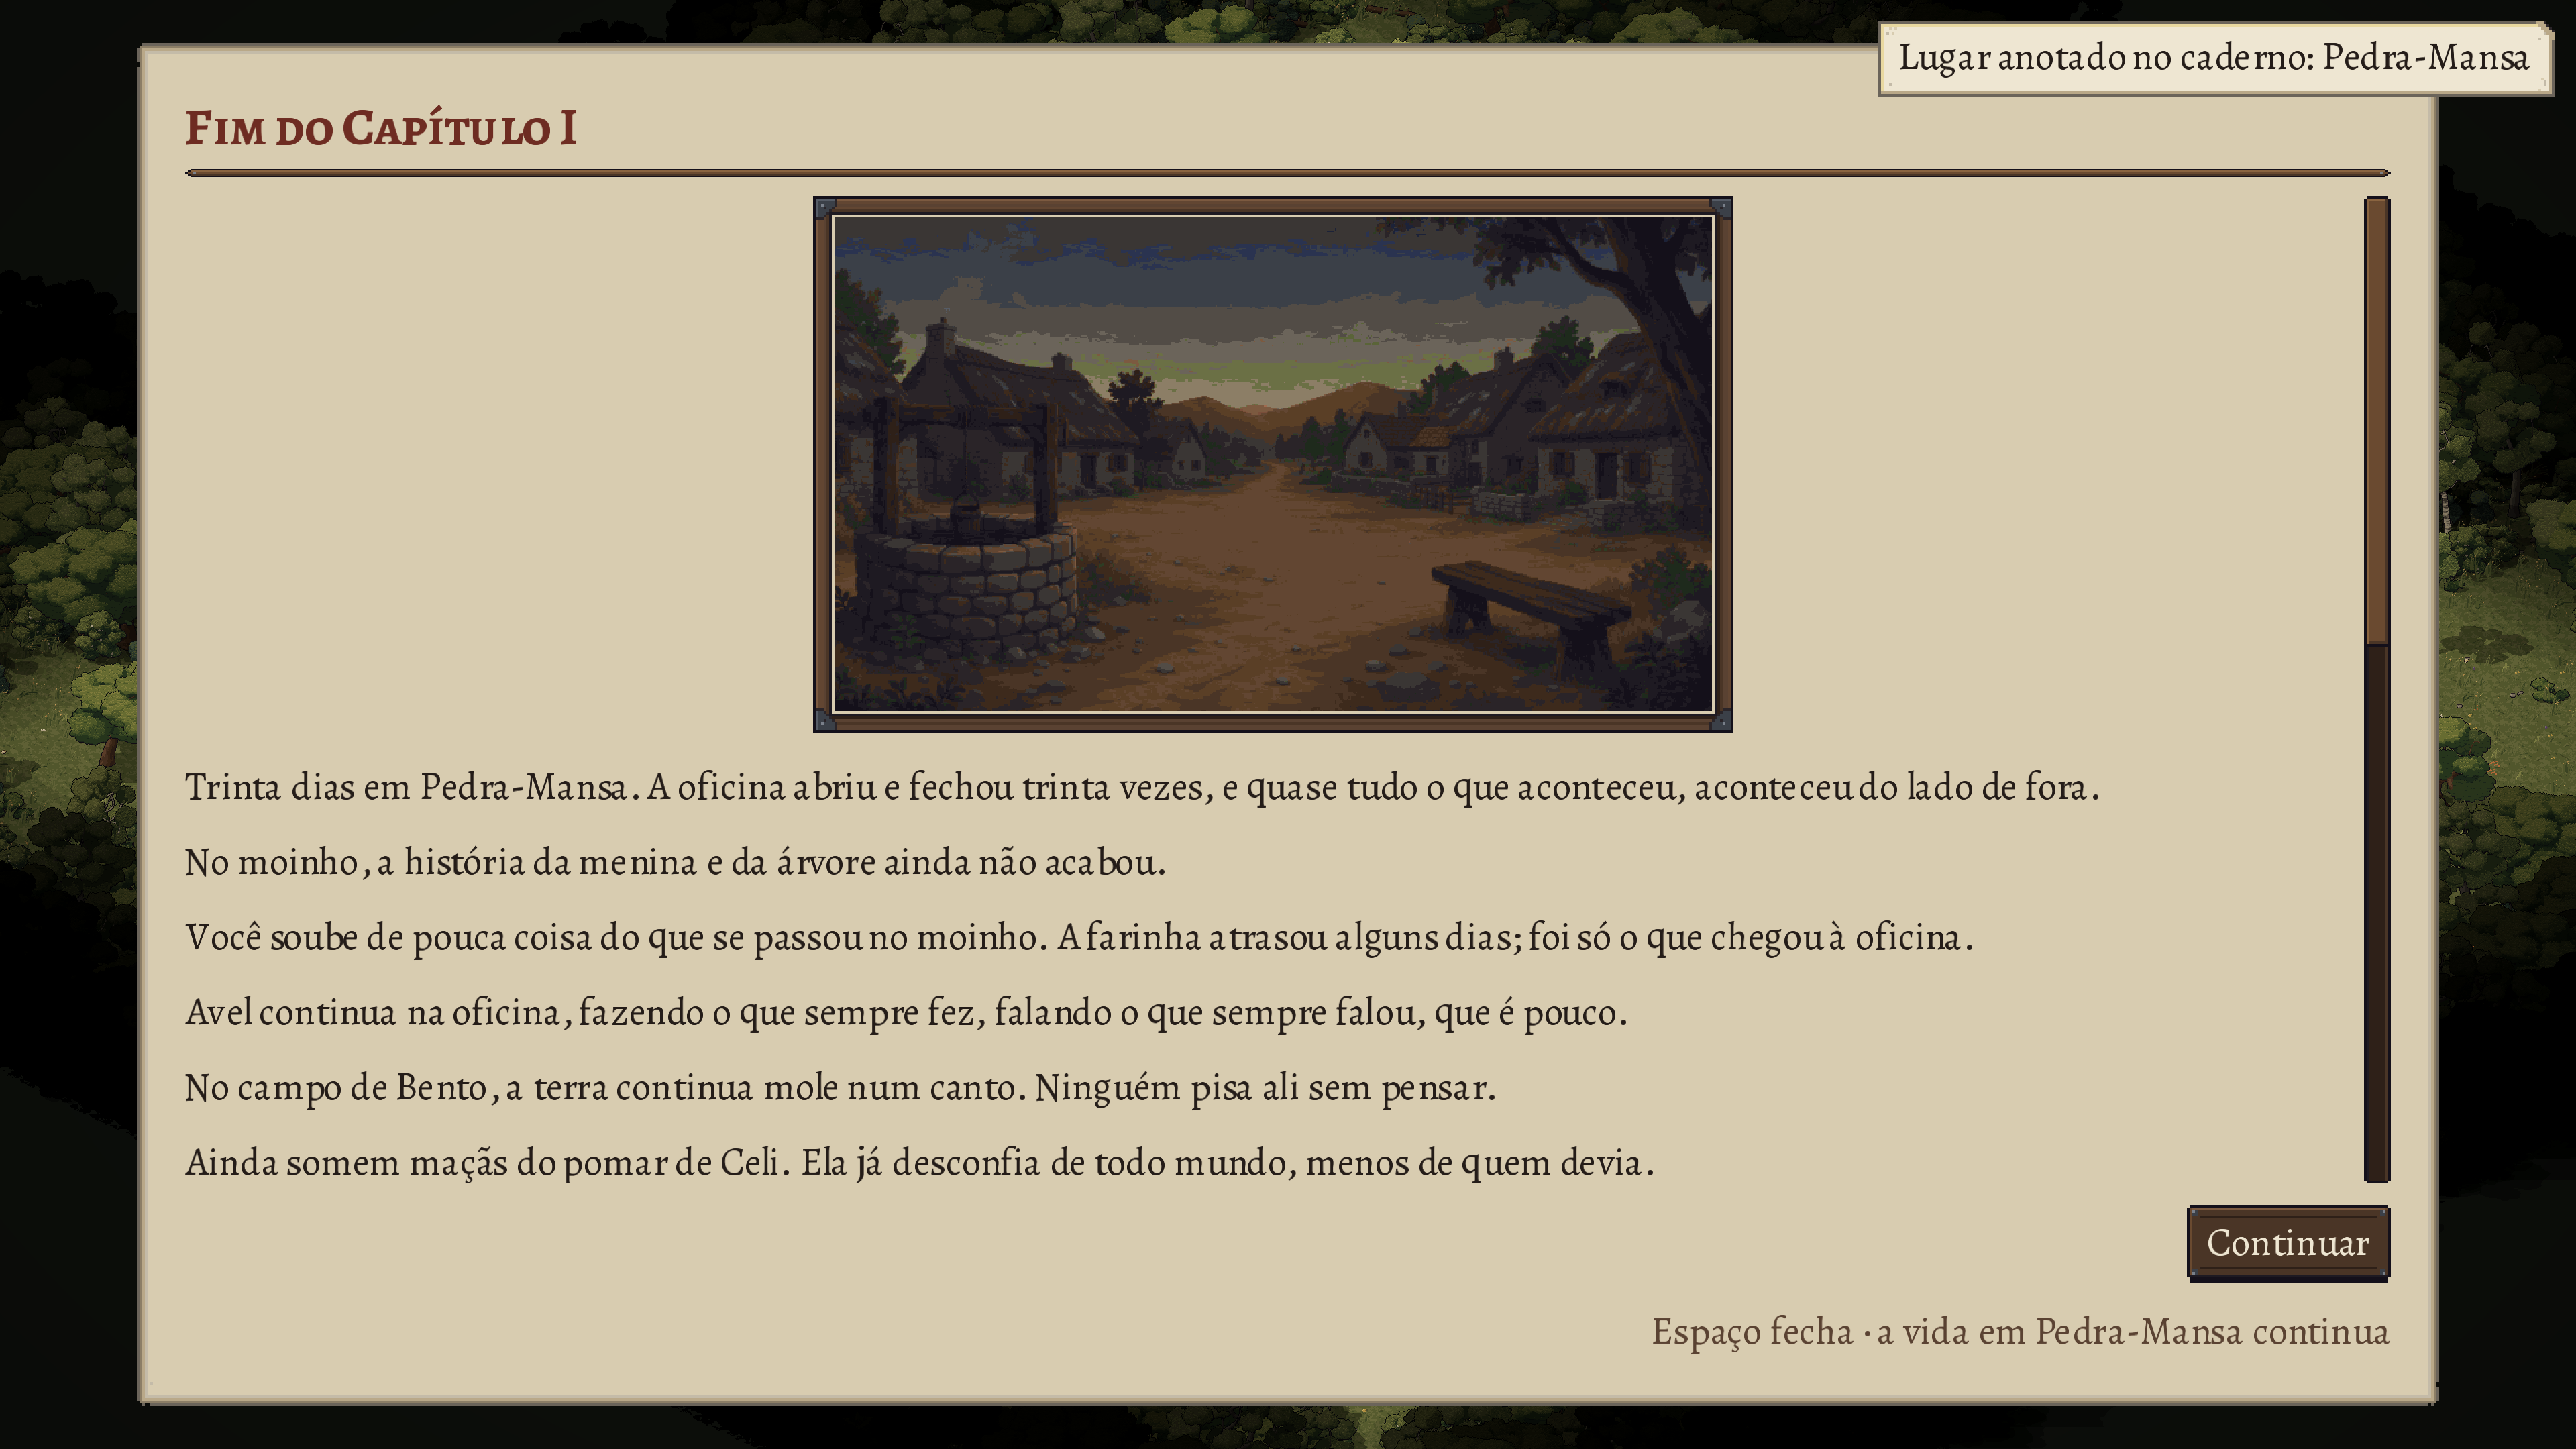 Lugar anotado no caderno: Pedra-Mansa
Fim do Capítulo I
Trinta dias em Pedra-Mansa. A oficina abriu e fechou trinta vezes, e quase tudo o que aconteceu, aconteceu do lado de fora.
No moinho, a história da menina e da árvore ainda não acabou.
Você soube de pouca coisa do que se passou no moinho. A farinha atrasou alguns dias; foi só o que chegou à oficina.
Avel continua na oficina, fazendo o que sempre fez, falando o que sempre falou, que é pouco.
No campo de Bento, a terra continua mole num canto. Ninguém pisa ali sem pensar.
Ainda somem maçãs do pomar de Celi. Ela já desconfia de todo mundo, menos de quem devia.
Continuar
Espaço fecha · a vida em Pedra-Mansa continua